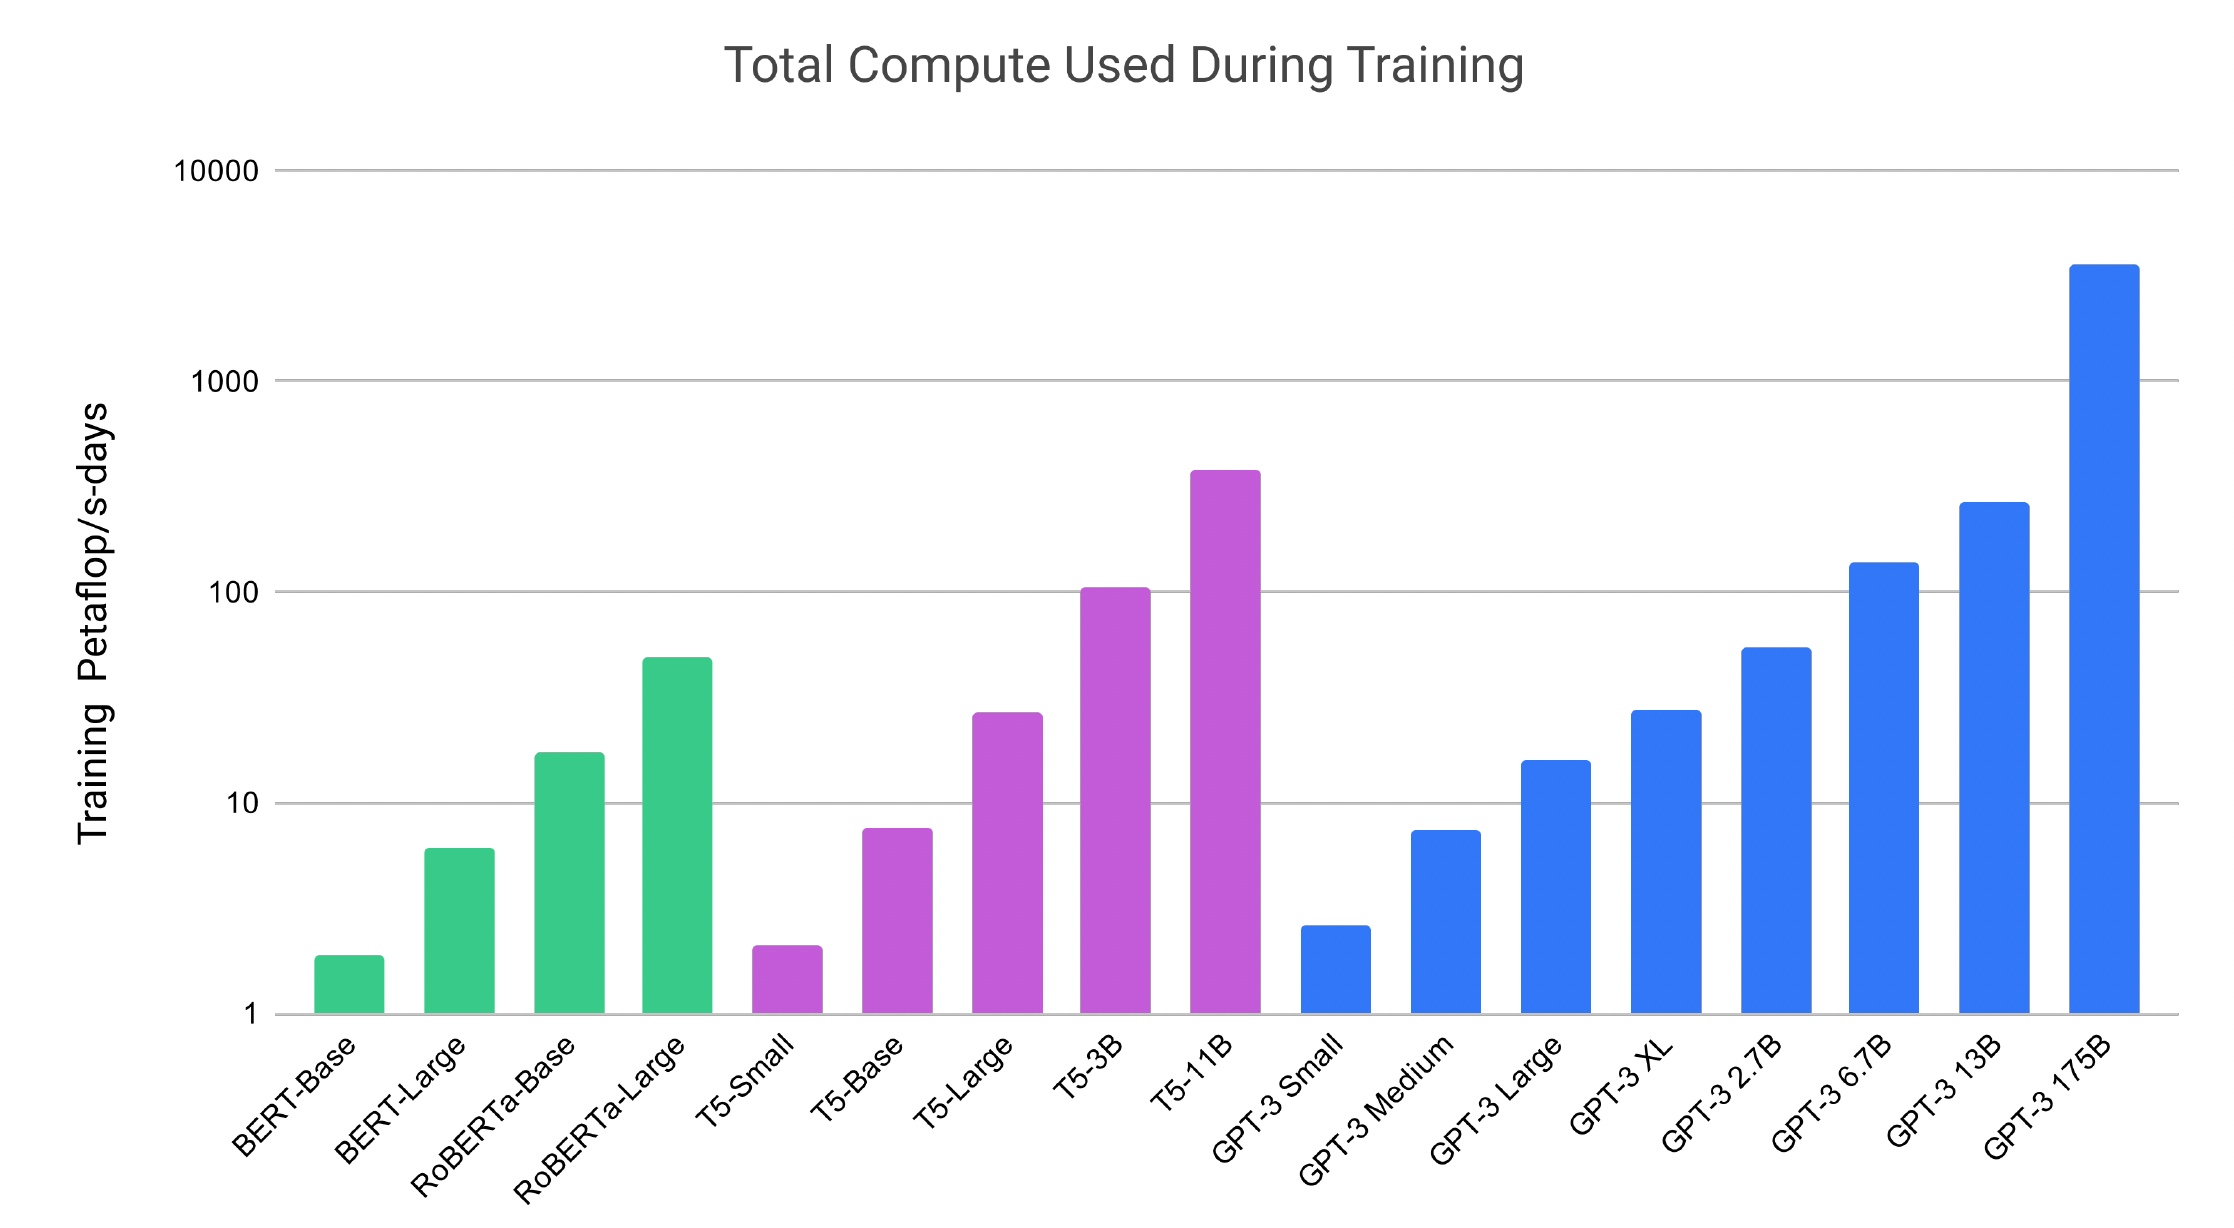 Total Compute Used During Training
Training Petaflop/s-days
10000
1000
100
10
1
BERT-Base
BERT-Large
RoBERTa-Base
RoBERTa-Large
T5-Small
T5-Base
T5-Large
T5-3B
T5-11B
GPT-3 Small
GPT-3 Medium
GPT-3 Large
GPT-3 XL
GPT-3 2.7B
GPT-3 6.7B
GPT-3 13B
GPT-3 175B